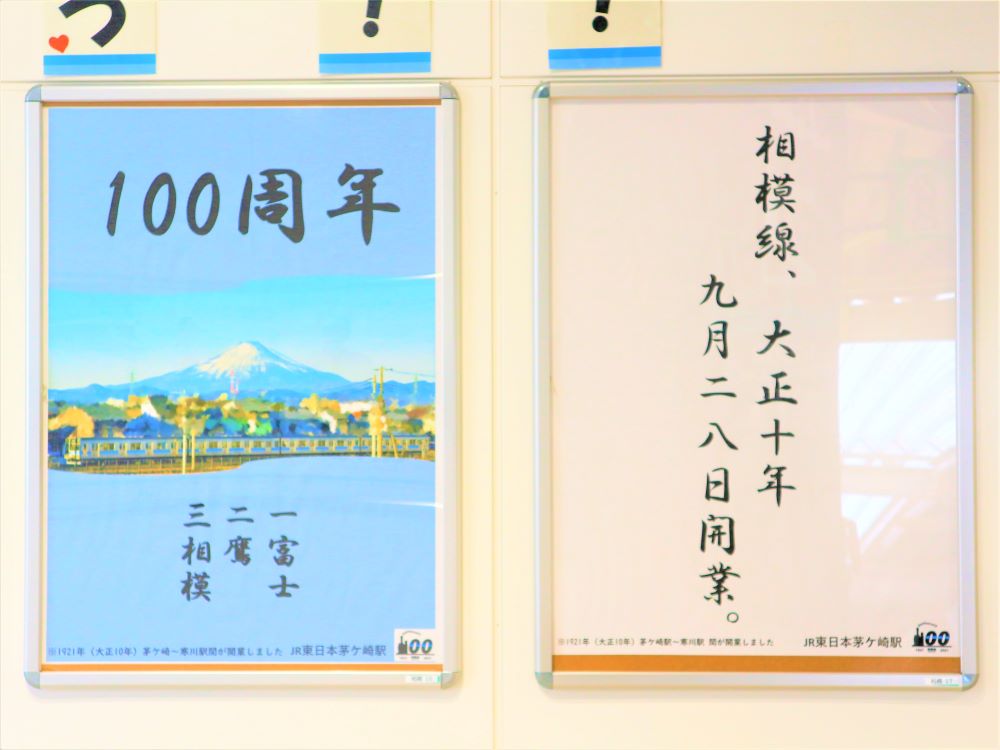 う
!
!
100周年
一富士
二鷹
三相模
※1921年（大正10年）茅ケ崎～寒川駅間が開業しました
JR東日本茅ケ崎駅
100
相模線、大正十年
九月二八日開業。
※1921年（大正10年）茅ケ崎～寒川駅 間が開業しました
JR東日本茅ケ崎駅
100